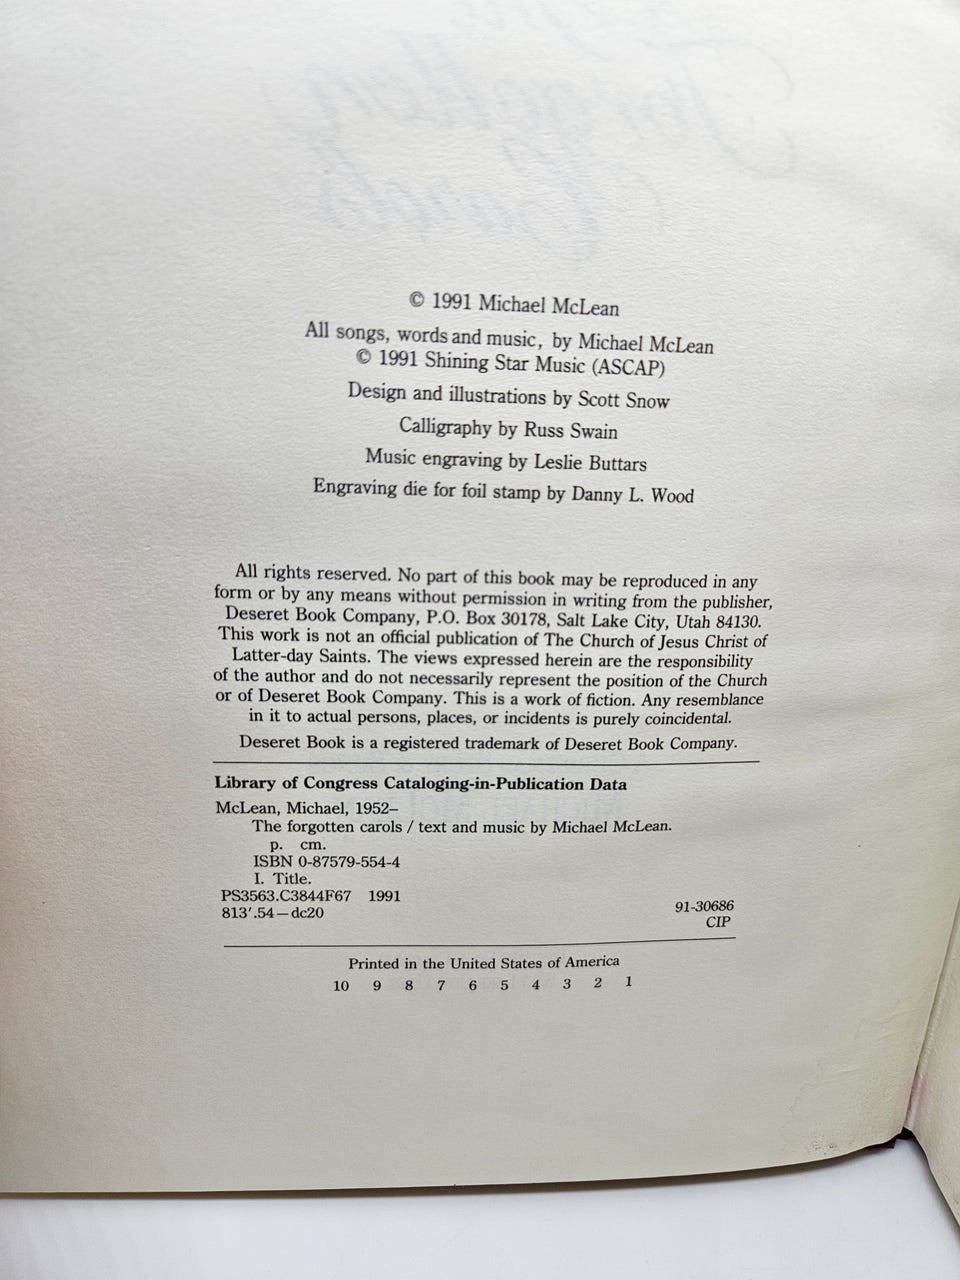 © 1991 Michael McLean
All songs, words and music, by Michael McLean
© 1991 Shining Star Music (ASCAP)
Design and illustrations by Scott Snow
Calligraphy by Russ Swain
Music engraving by Leslie Buttars
Engraving die for foil stamp by Danny L. Wood
All rights reserved. No part of this book may be reproduced in any
form or by any means without permission in writing from the publisher,
Deseret Book Company, P.O. Box 30178, Salt Lake City, Utah 84130.
This work is not an official publication of The Church of Jesus Christ of
Latter-day Saints. The views expressed herein are the responsibility
of the author and do not necessarily represent the position of the Church
or of Deseret Book Company. This is a work of fiction. Any resemblance
in it to actual persons, places, or incidents is purely coincidental.
Deseret Book is a registered trademark of Deseret Book Company.
Library of Congress Cataloging-in-Publication Data
McLean, Michael, 1952–
The forgotten carols / text and music by Michael McLean.
p. cm.
ISBN 0-87579-554-4
I. Title.
PS3563.C3844F67 1991
813'.54—dc20
91-30686
CIP
Printed in the United States of America
10 9 8 7 6 5 4 3 2 1